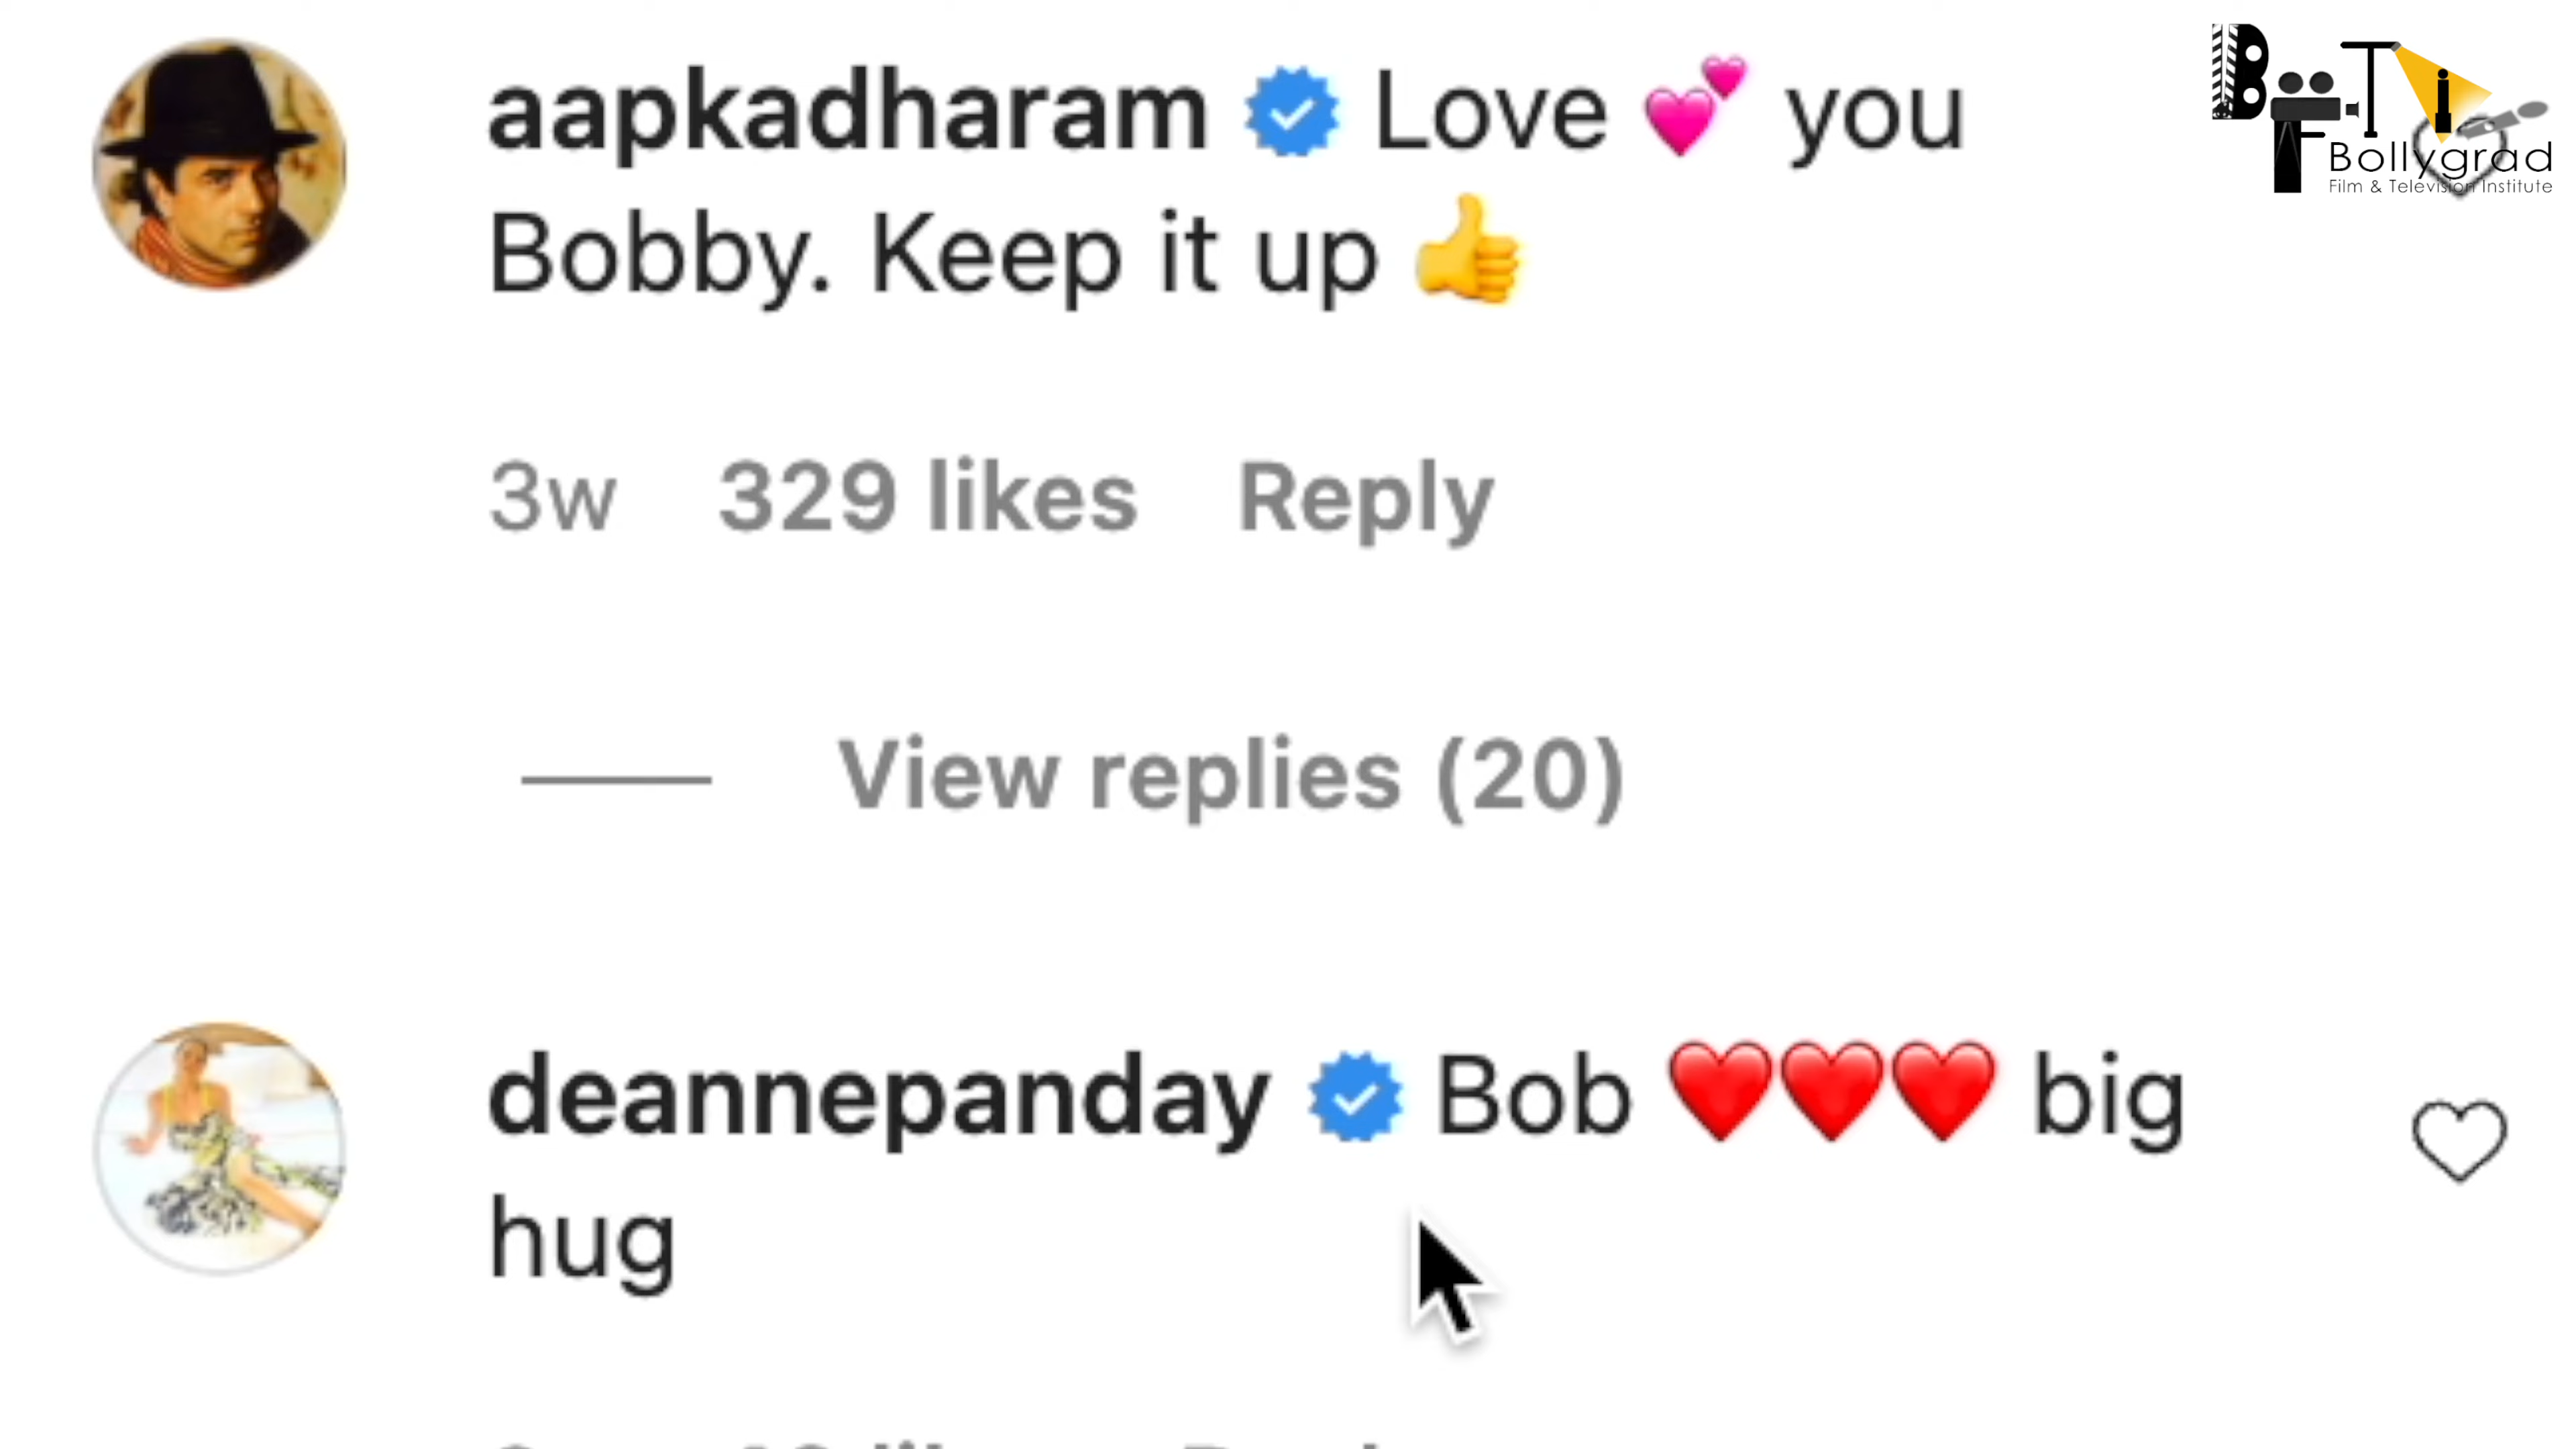 aapkadharam Love 💕 you
Bobby. Keep it up 👍
3w 329 likes Reply
View replies (20)
deannepanday Bob ❤️❤️❤️ big
hug
BFTi
Bollygrad
Film & Television Institute